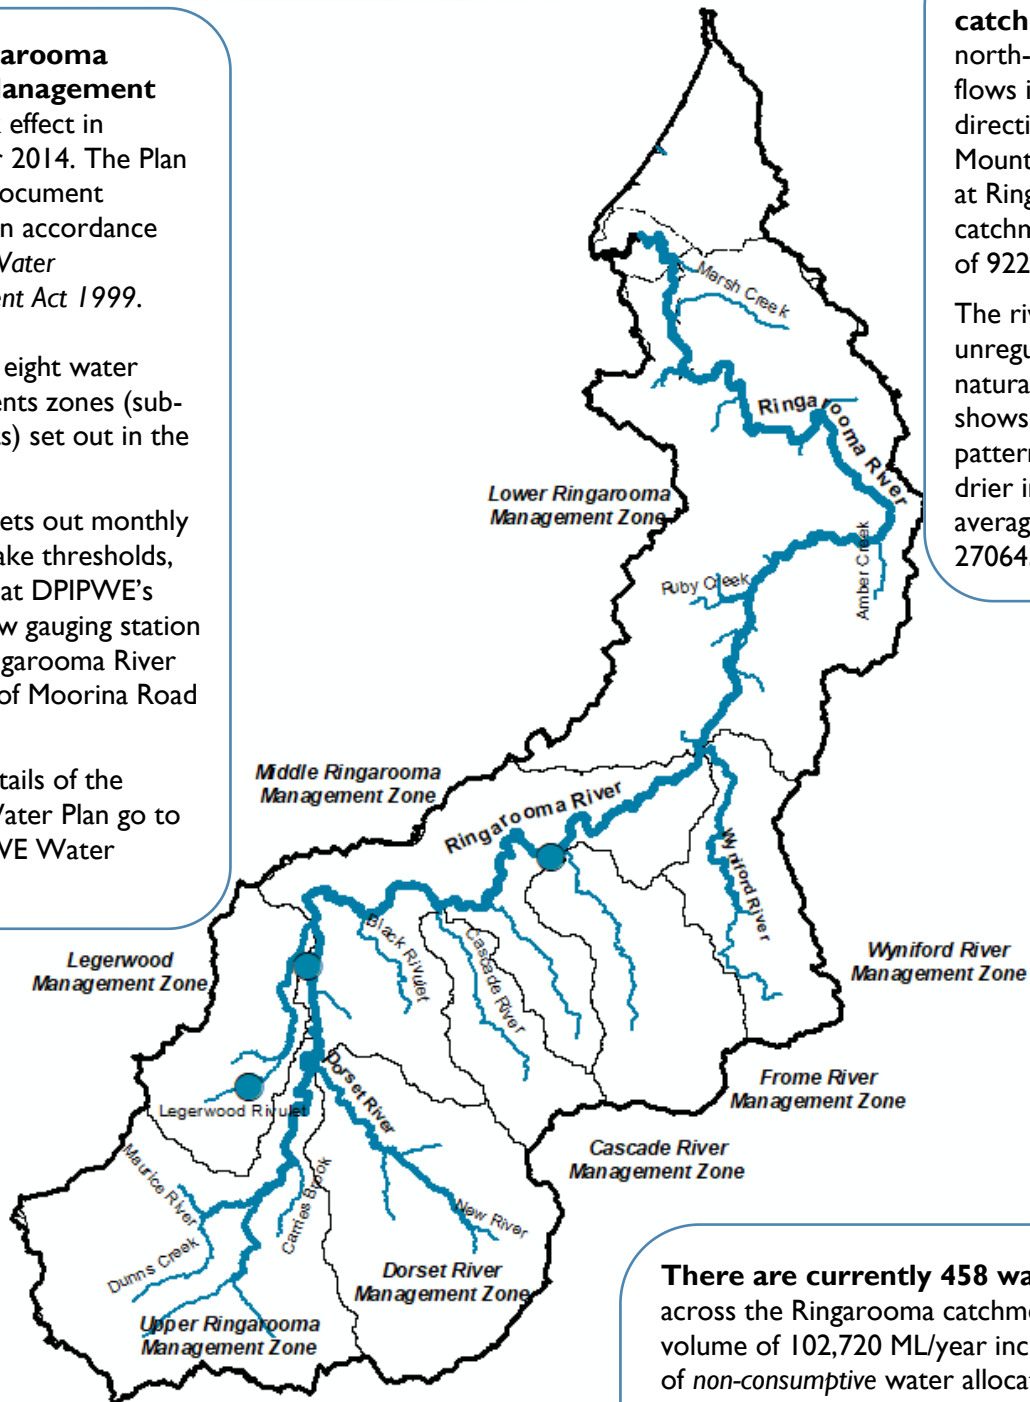 arooma
anagement
effect in
2014. The Plan
ocument
n accordance
Water
ent Act 1999.
eight water
ents zones (sub-
s) set out in the
ets out monthly
ake thresholds,
at DPIPWE's
w gauging station
garooma River
of Moorina Road
tails of the
Water Plan go to
VE Water
catch
north-
flows i
directi
Mount
at Ring
catchm
of 922
The riv
unregu
natura
shows
pattern
drier in
averag
27064
Marsh Creek
Ringarooma River
Lower Ringarooma
Management Zone
Ruby Creek
Amber Creek
Middle Ringarooma
Management Zone
Ringarooma River
Wyniford River
Black Rivulet
Cascade River
Legerwood
Management Zone
Wyniford River
Management Zone
Dorset River
Legerwood Rivulet
Frome River
Management Zone
Cascade River
Management Zone
Maurice River
Carries Brook
New River
Dunns Creek
Dorset River
Management Zone
Upper Ringarooma
Management Zone
There are currently 458 wa
across the Ringarooma catchme
volume of 102,720 ML/year inc
of non-consumptive water alloca